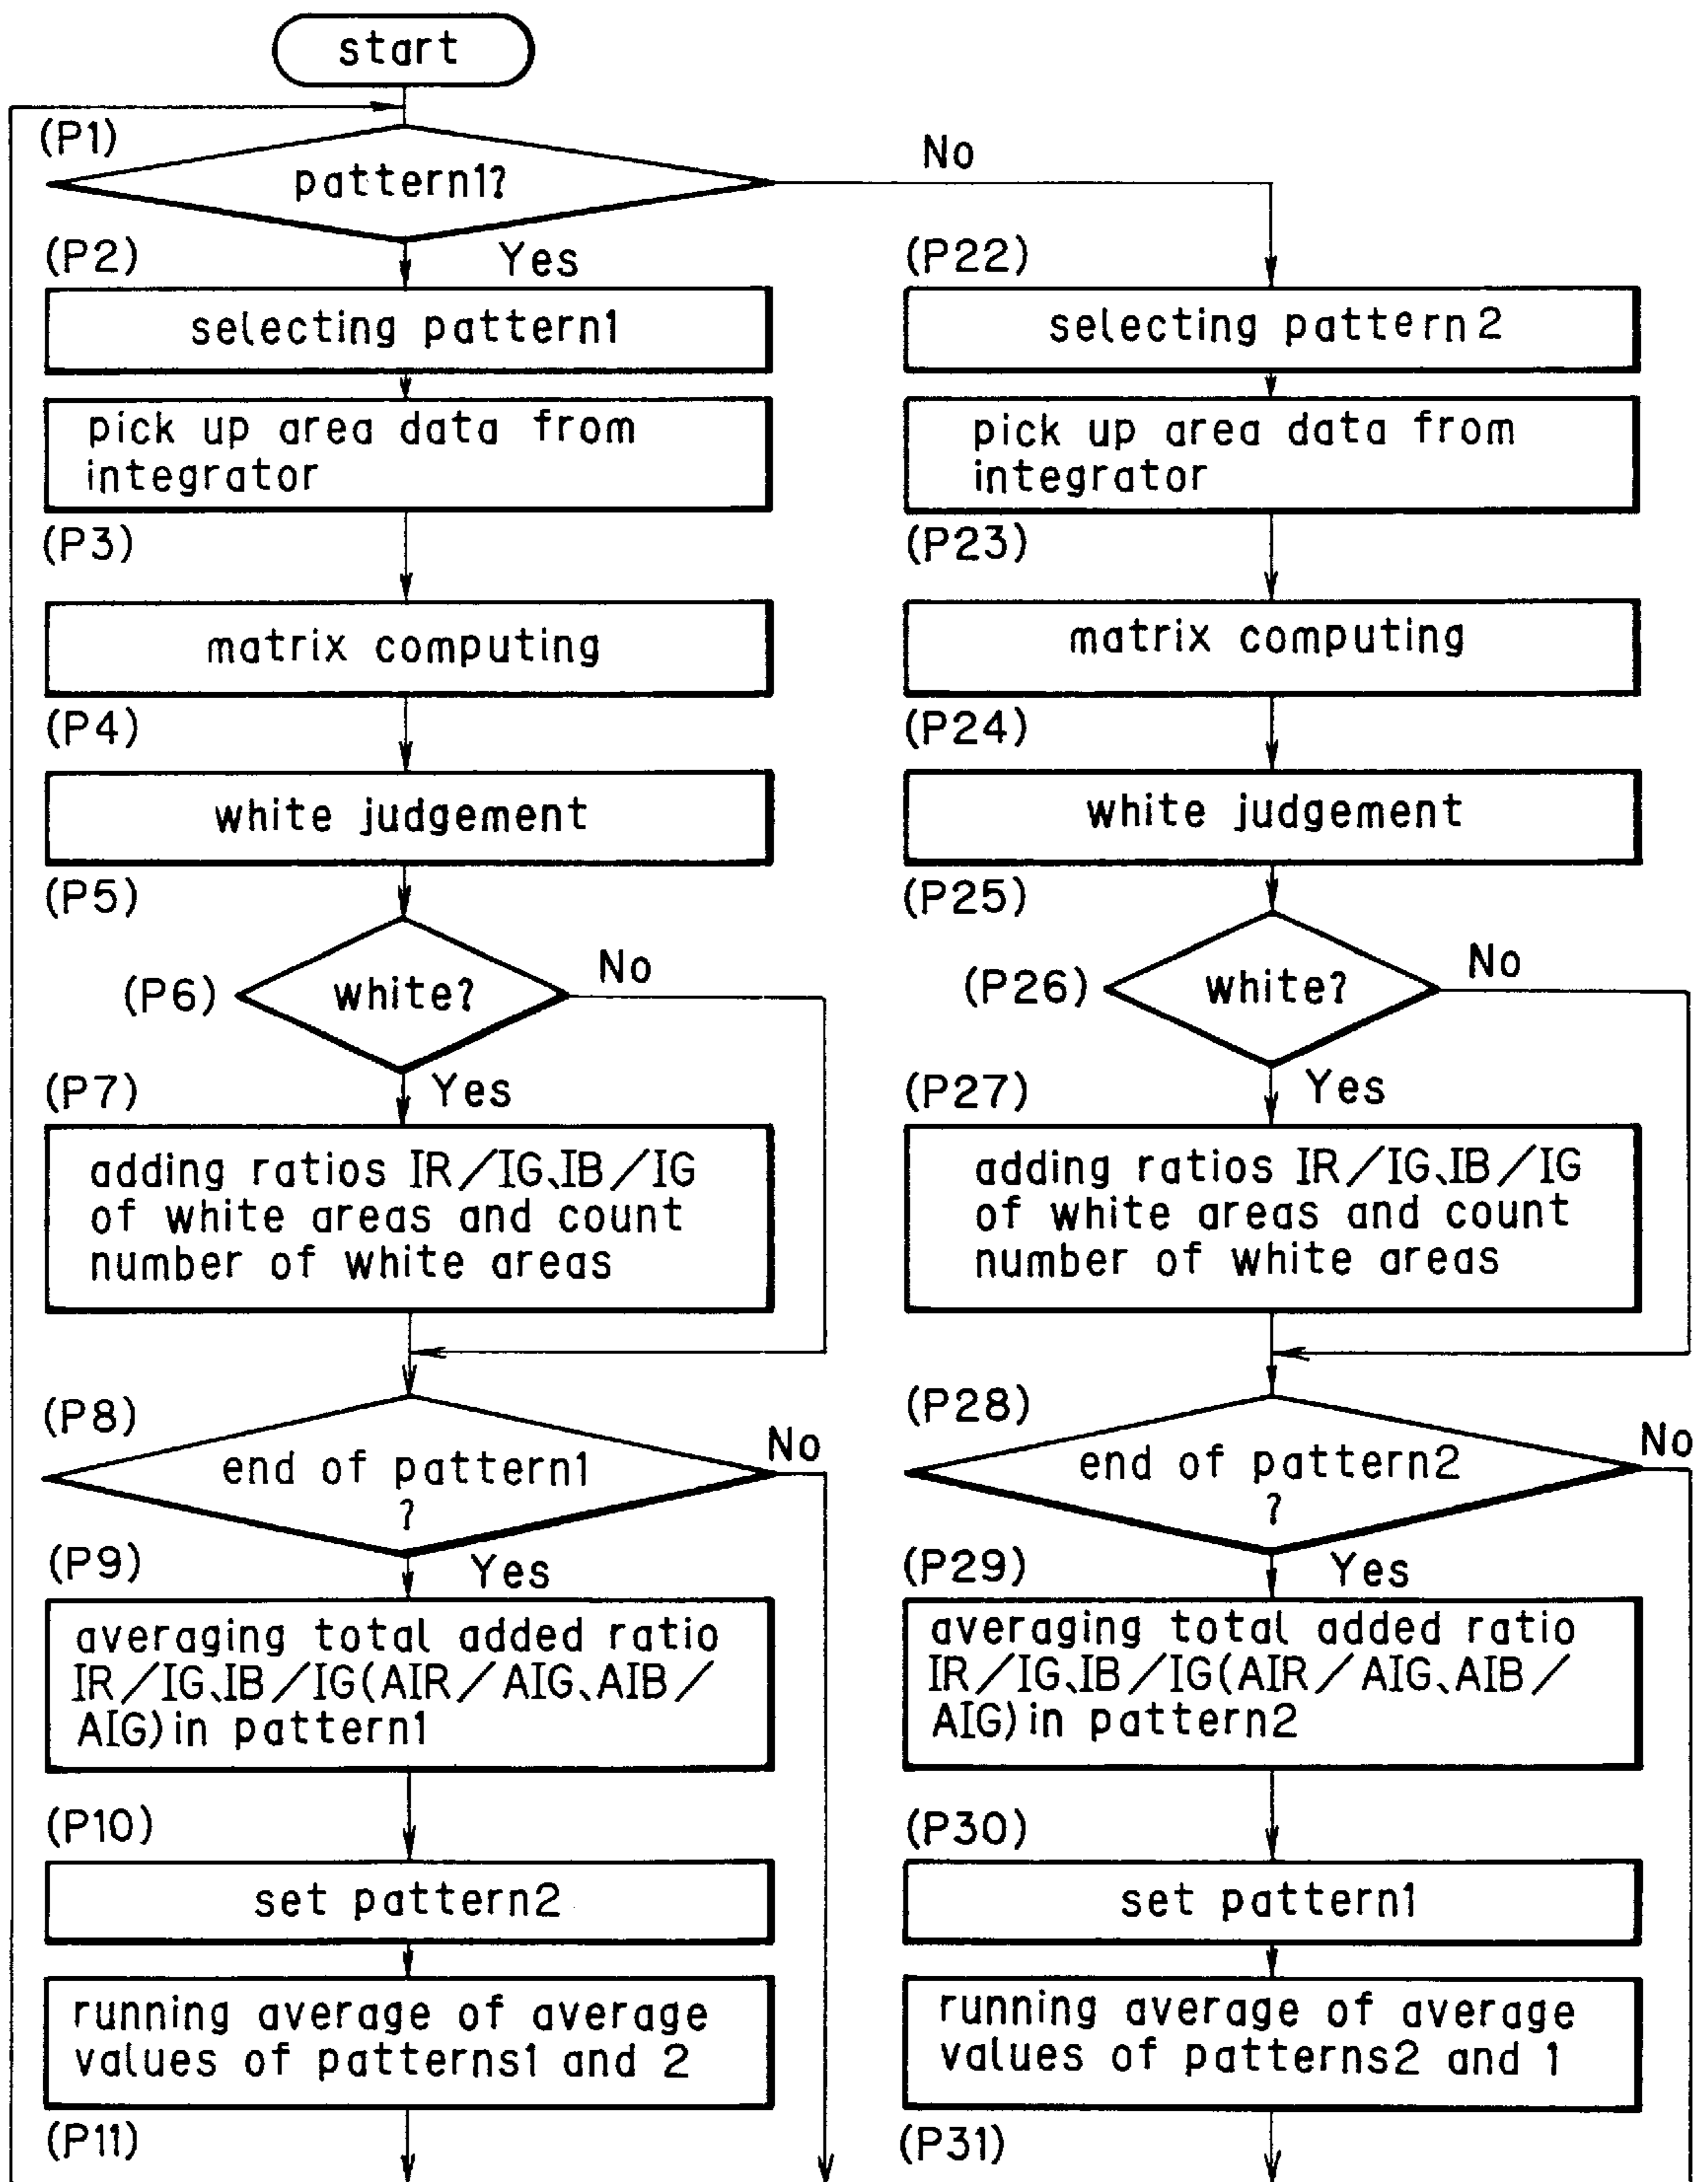 start
(P1)
pattern1?
No
(P2)
Yes
selecting pattern1
pick up area data from
integrator
(P3)
matrix computing
(P4)
white judgement
(P5)
(P6)
white?
No
(P7)
Yes
adding ratios IR/IG、IB/IG
of white areas and count
number of white areas
(P8)
end of pattern1
?
No
(P9)
Yes
averaging total added ratio
IR/IG、IB/IG(AIR/AIG、AIB/
AIG)in pattern1
(P10)
set pattern2
running average of average
values of patterns1 and 2
(P11)
(P22)
selecting pattern2
pick up area data from
integrator
(P23)
matrix computing
(P24)
white judgement
(P25)
(P26)
white?
No
(P27)
Yes
adding ratios IR/IG、IB/IG
of white areas and count
number of white areas
(P28)
end of pattern2
?
No
(P29)
Yes
averaging total added ratio
IR/IG、IB/IG(AIR/AIG、AIB/
AIG)in pattern2
(P30)
set pattern1
running average of average
values of patterns2 and 1
(P31)